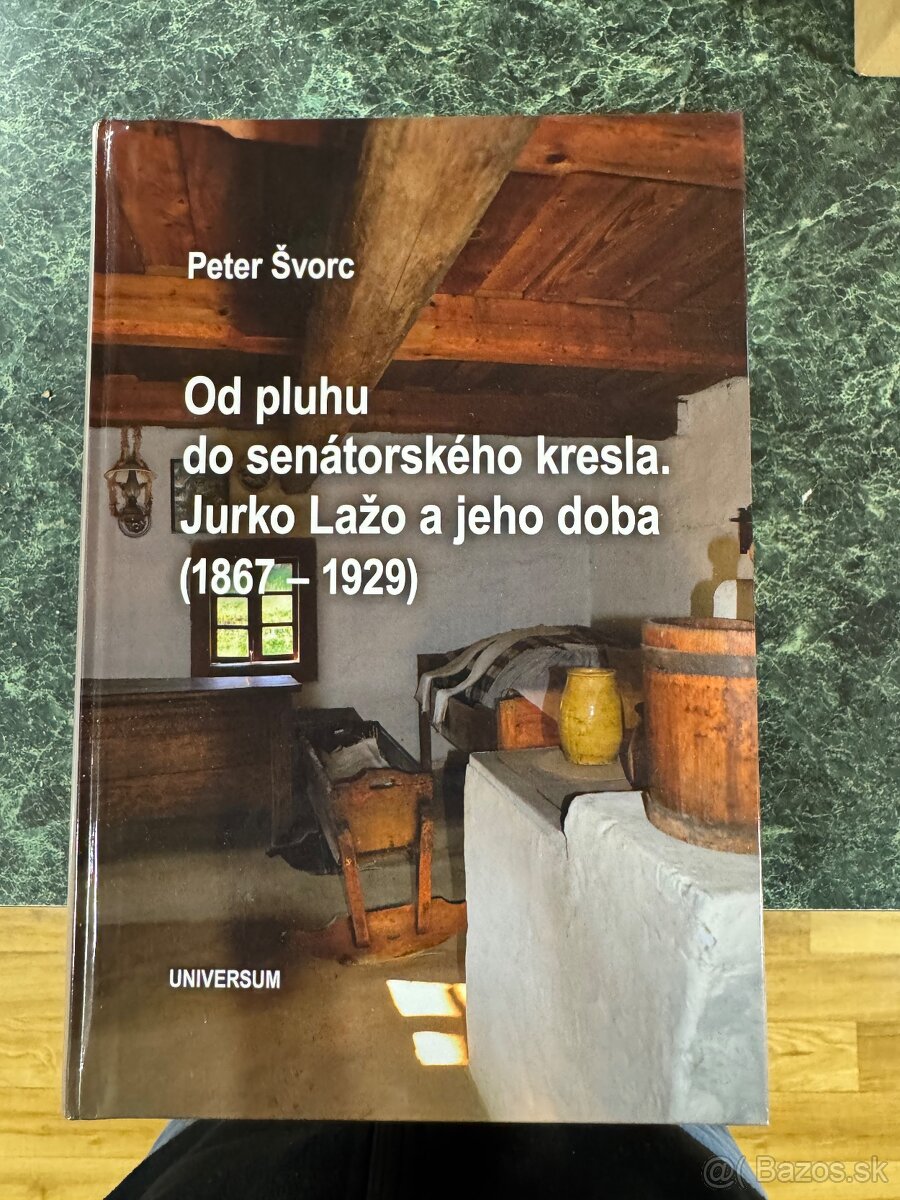 Peter Švorc
Od pluhu
do senátorského kresla.
Jurko Lažo a jeho doba
(1867 – 1929)
UNIVERSUM
@( Bazos.sk